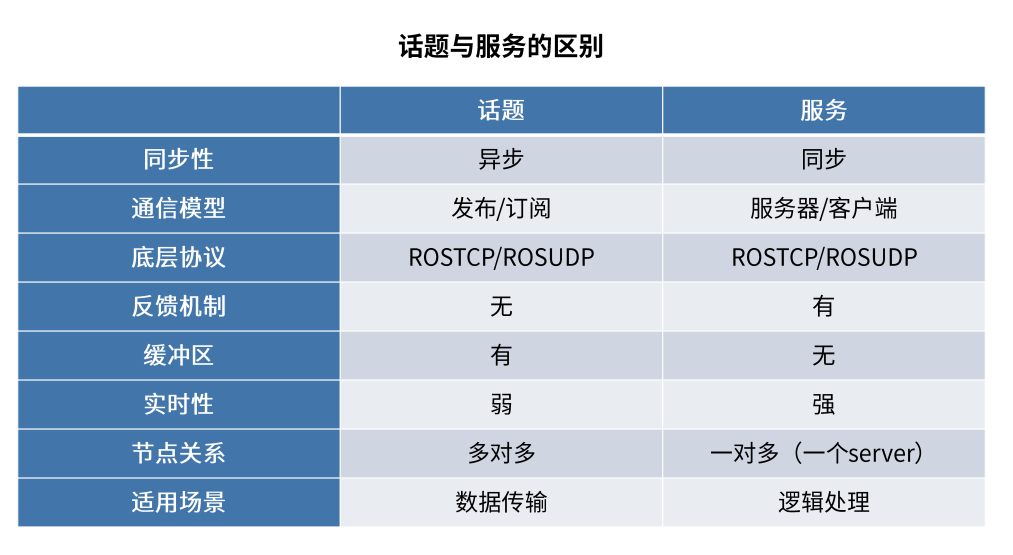 话题与服务的区别
话题 服务
同步性 异步 同步
通信模型 发布/订阅 服务器/客户端
底层协议 ROSTCP/ROSUDP ROSTCP/ROSUDP
反馈机制 无 有
缓冲区 有 无
实时性 弱 强
节点关系 多对多 一对多（一个server）
适用场景 数据传输 逻辑处理